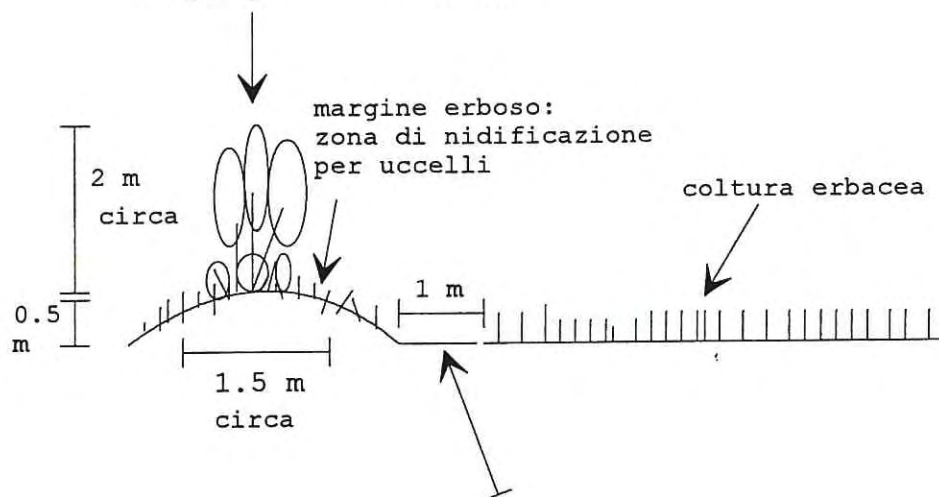 margine erboso:
zona di nidificazione
per uccelli
2 m
circa
coltura erbacea
1 m
0.5
m
1.5 m
circa